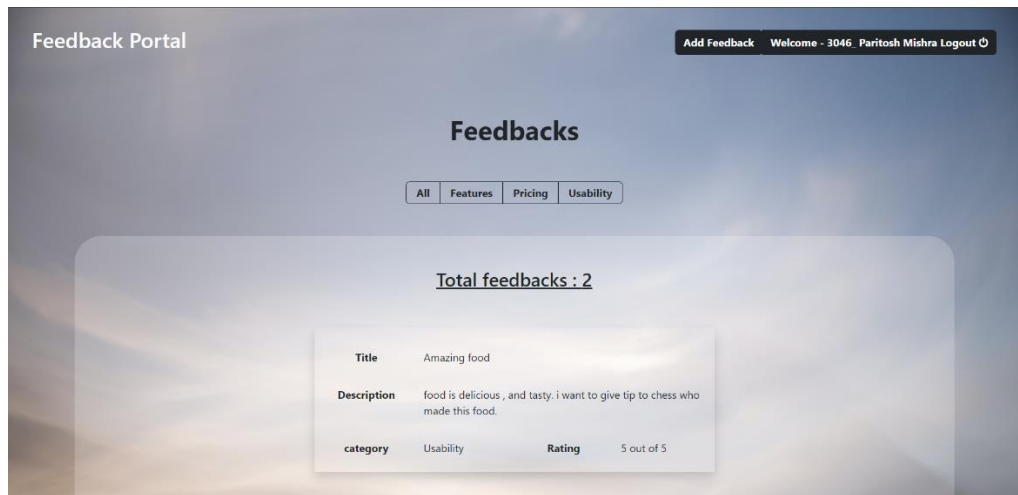 Feedback Portal
Add Feedback Welcome - 3046_ Paritosh Mishra Logout
Feedbacks
All Features Pricing Usability
Total feedbacks : 2
Title Amazing food
Description food is delicious , and tasty. i want to give tip to chess who
made this food.
category Usability Rating 5 out of 5